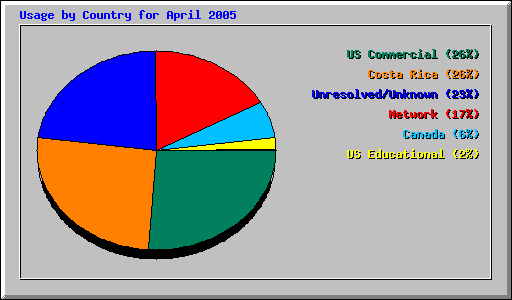 Usage by Country for April 2005
US Commercial (26%)
Costa Rica (26%)
Unresolved/Unknown (23%)
Network (17%)
Canada (6%)
US Educational (2%)